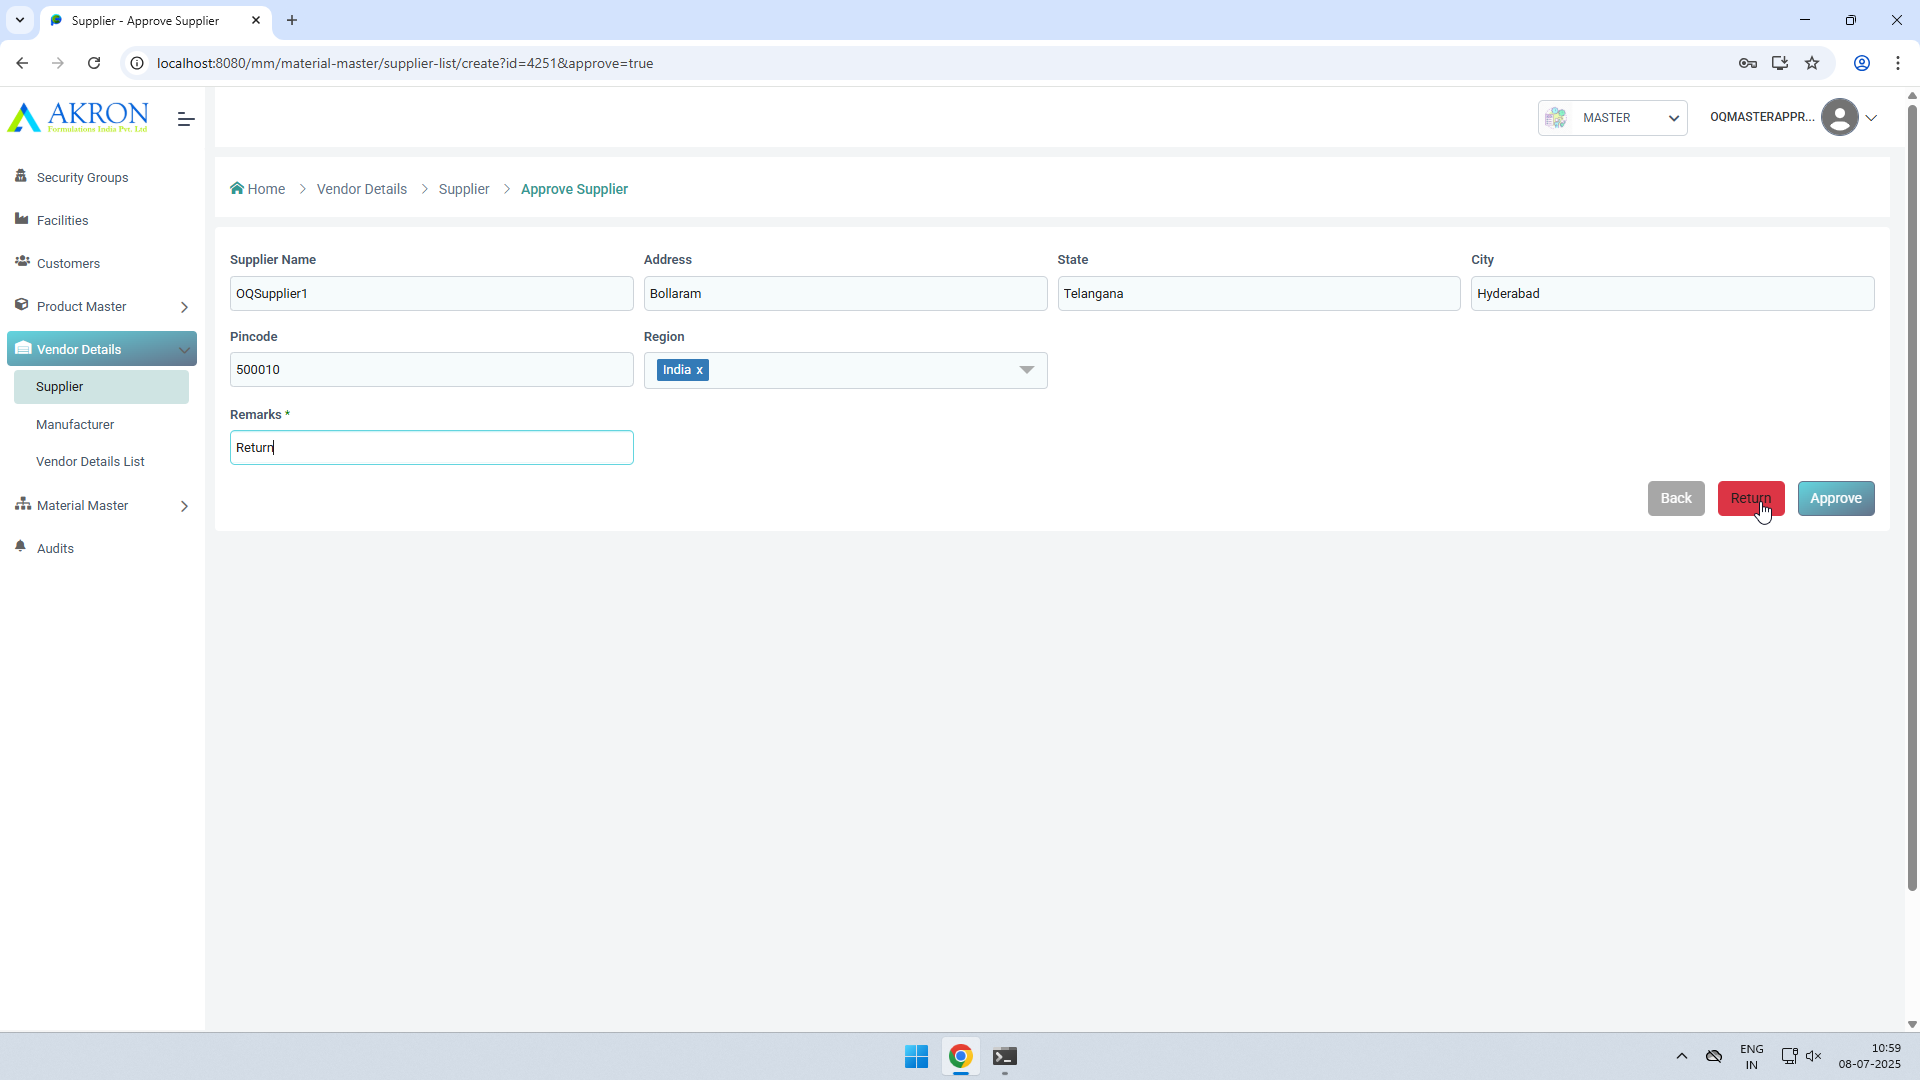 Supplier - Approve Supplier
localhost:8080/mm/material-master/supplier-list/create?id=4251&approve=true
AKRON
Formulations India Pvt. Ltd
MASTER
OQMASTERAPPR...
Security Groups
Facilities
Customers
Product Master
Vendor Details
Supplier
Manufacturer
Vendor Details List
Material Master
Audits
Home > Vendor Details > Supplier > Approve Supplier
Supplier Name Address State City
OQSupplier1 Bollaram Telangana Hyderabad
Pincode Region
500010 India x
Remarks *
Return
Back Return Approve
ENG
IN
10:59
08-07-2025